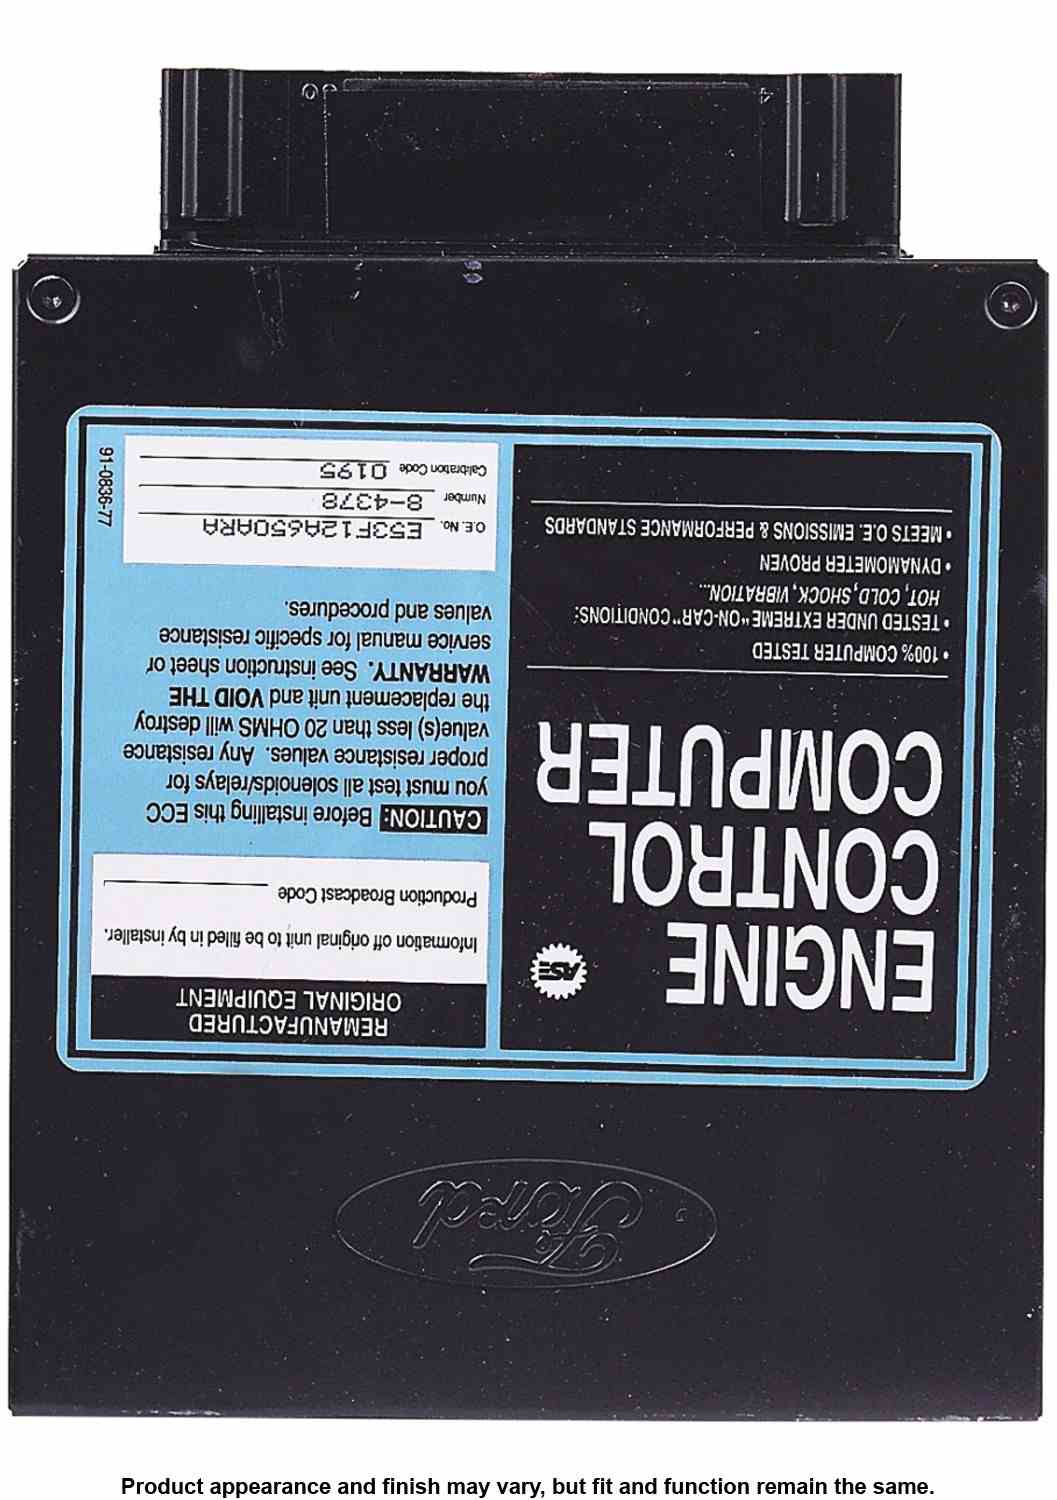 Ford
ENGINE
CONTROL
COMPUTER
ASE
• 100% COMPUTER TESTED
• TESTED UNDER EXTREME "ON-CAR" CONDITIONS:
HOT, COLD, SHOCK, VIBRATION...
• DYNAMOMETER PROVEN
• MEETS O.E. EMISSIONS & PERFORMANCE STANDARDS
REMANUFACTURED
ORIGINAL EQUIPMENT
Information off original unit to be filled in by installer.
Production Broadcast Code
CAUTION: Before installing this ECC
you must test all solenoids/relays for
proper resistance values. Any resistance
value(s) less than 20 OHMS will destroy
the replacement unit and VOID THE
WARRANTY. See instruction sheet or
service manual for specific resistance
values and procedures.
O.E. No. E53F12A650ARA
Number 8-4378
Calibration Code 0195
91-0836-77
Product appearance and finish may vary, but fit and function remain the same.